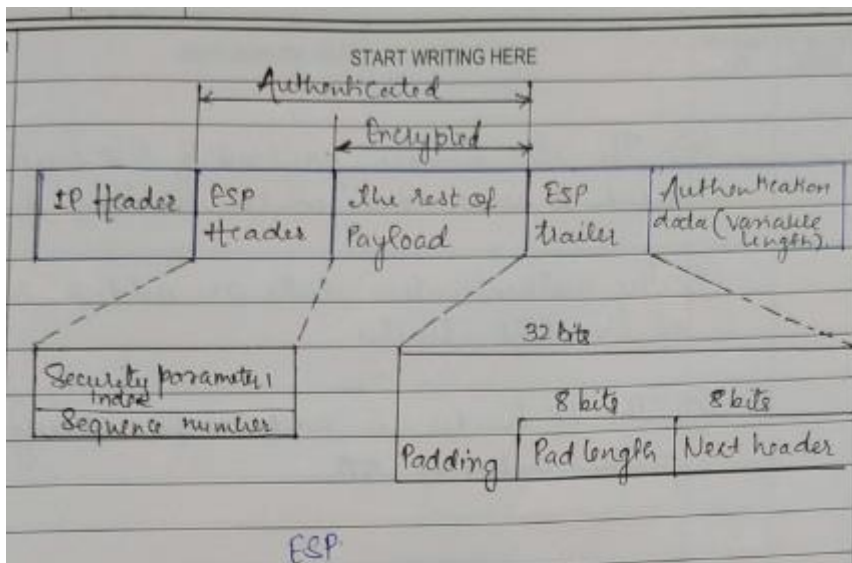 START WRITING HERE
Authenticated
Encrypted
IP Header
ESP
Header
the rest of
Payload
ESP
trailer
Authentication
data (variable
length).
32 bits
Security parameter,
Index
Sequence number
8 bits
8 bits
Padding
Pad length
Next header
ESP